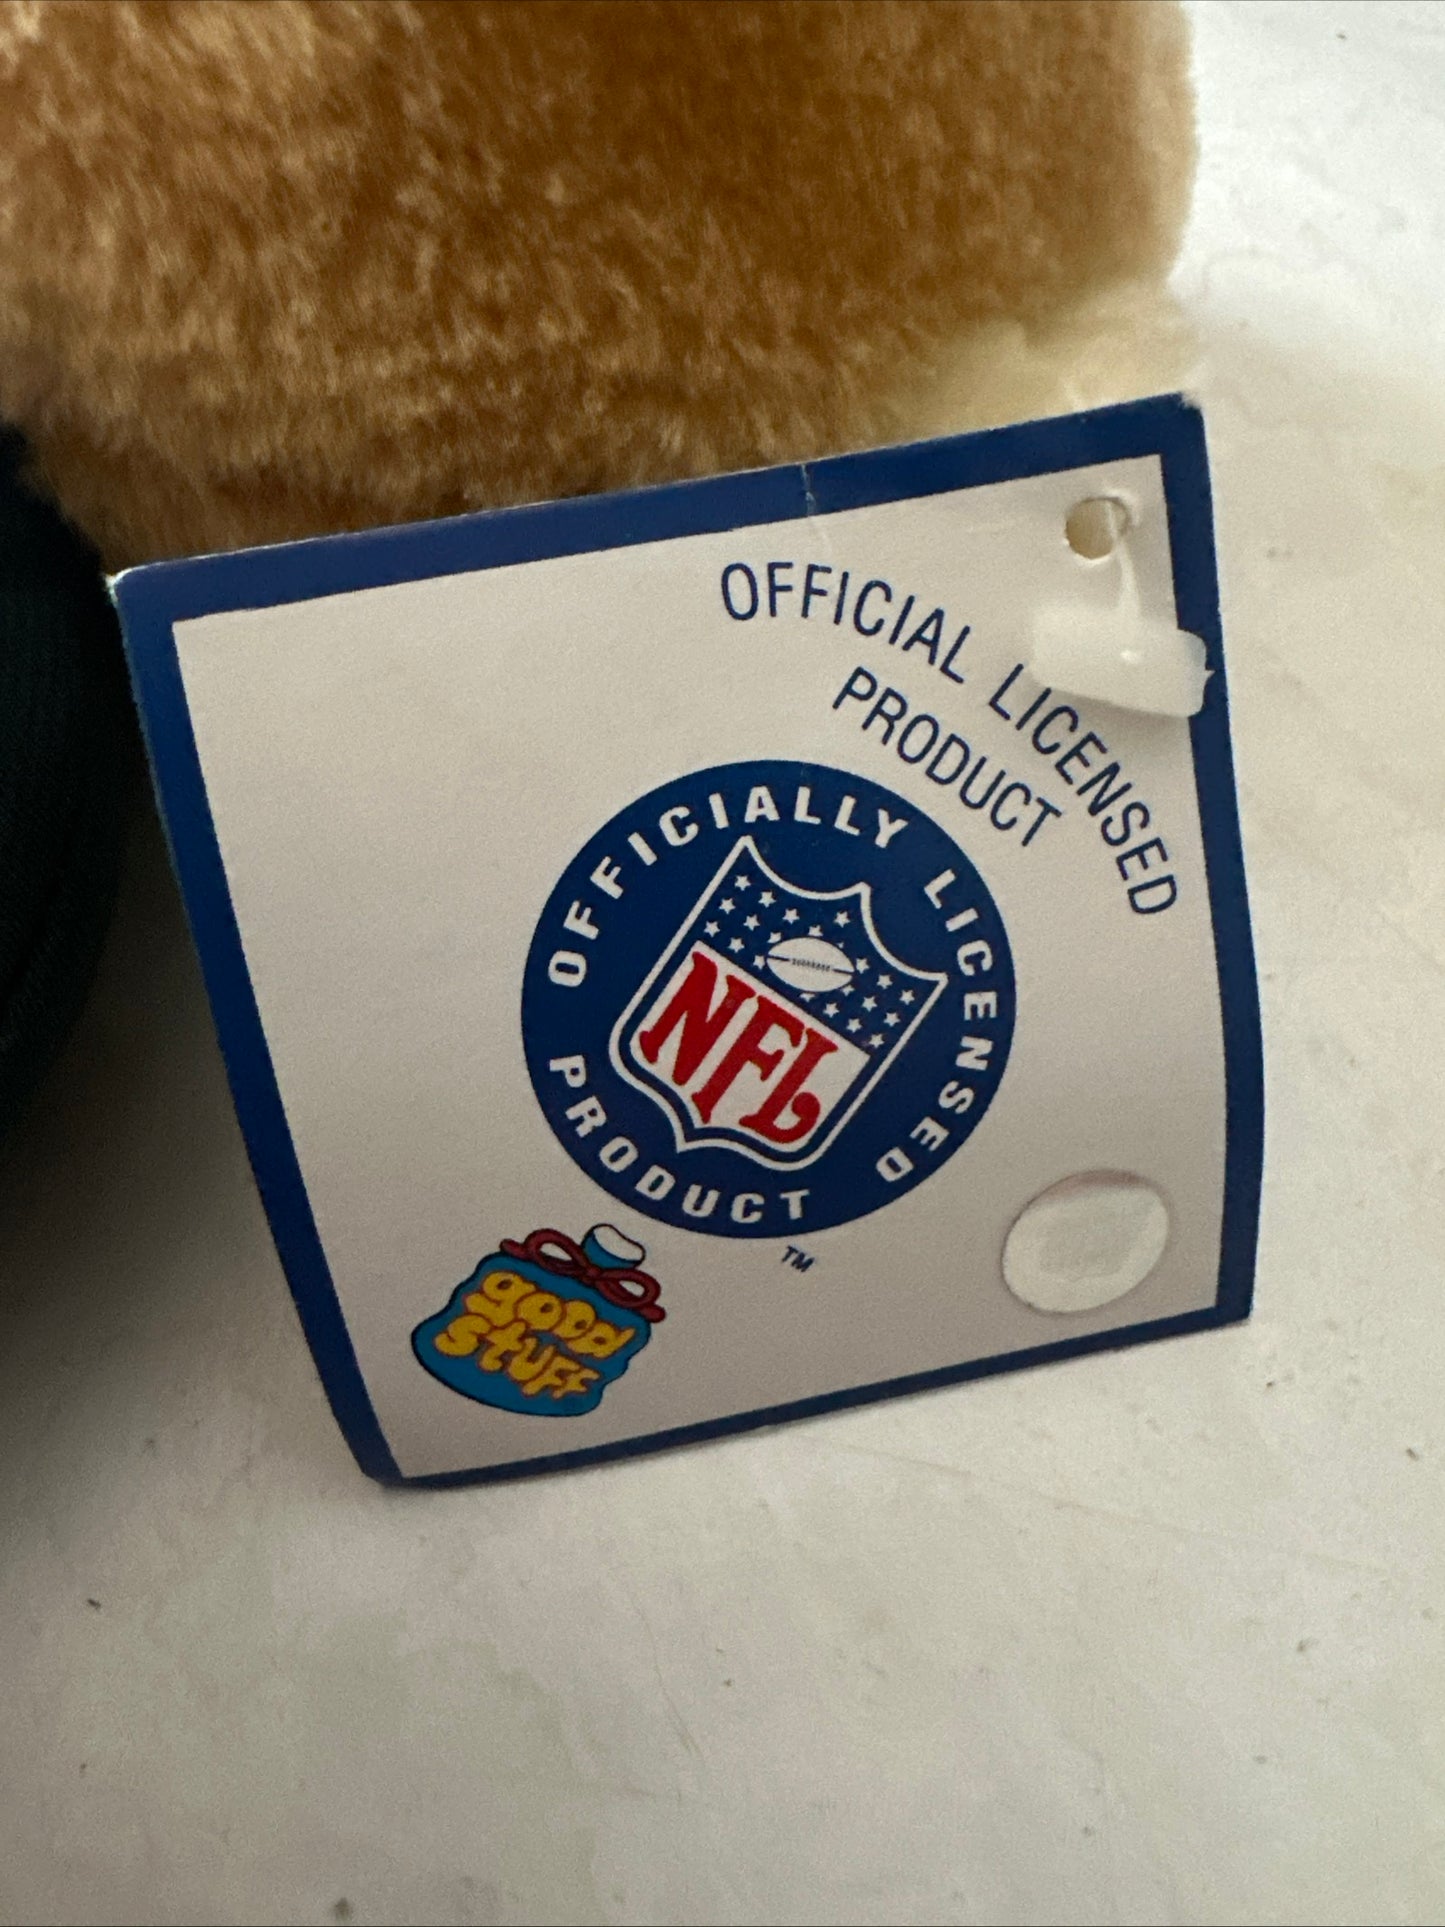 OFFICIAL LICENSED
PRODUCT
OFFICIALLY LICENSED
NFL
PRODUCT
TM
good
stuff